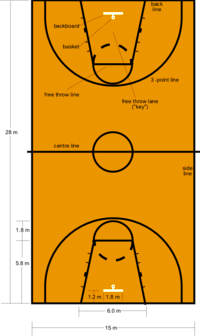 back
line
backboard
basket
3-point line
free throw line
free throw lane
("key")
28 m
centre line
side
line
1.8 m
5.8 m
1.2 m
1.8 m
6.0 m
15 m